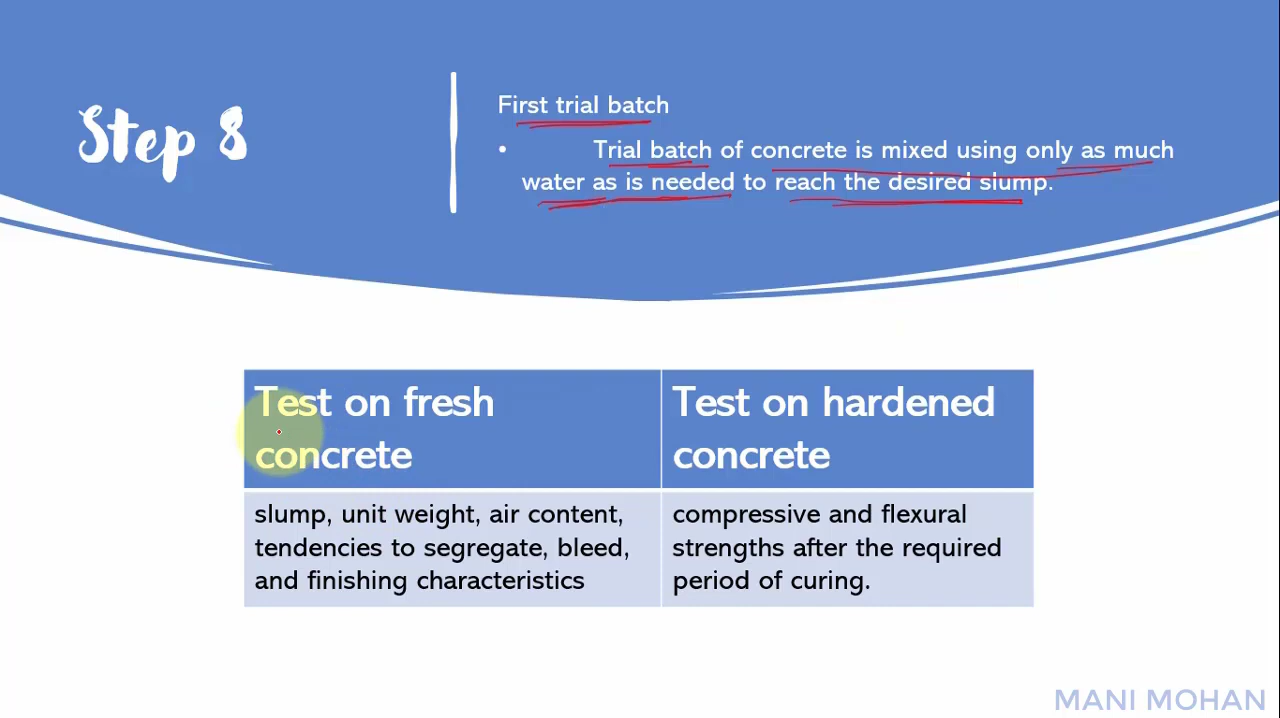 Step 8
First trial batch
• Trial batch of concrete is mixed using only as much
water as is needed to reach the desired slump.
Test on fresh
concrete
Test on hardened
concrete
slump, unit weight, air content,
tendencies to segregate, bleed,
and finishing characteristics
compressive and flexural
strengths after the required
period of curing.
MANI MOHAN